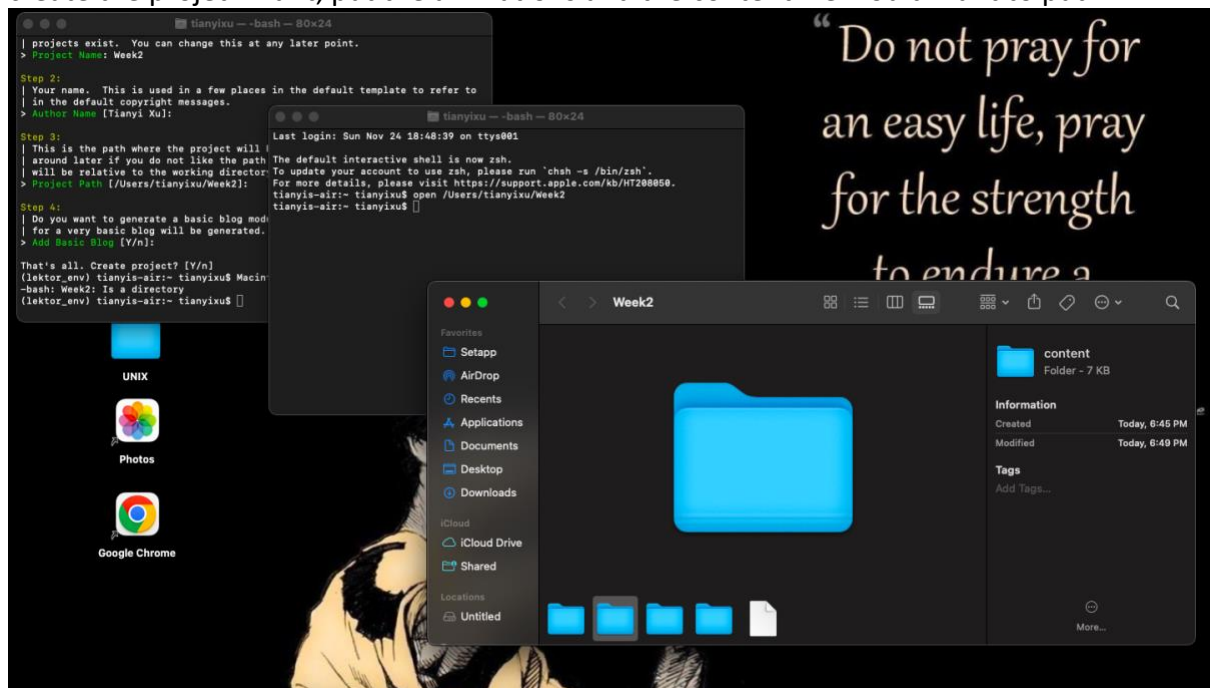 tianyixu — -bash — 80×24
| projects exist.  You can change this at any later point.
> Project Name: Week2
Step 2:
| Your name.  This is used in a few places in the default template to refer to
| in the default copyright messages.
> Author Name [Tianyi Xu]:
Step 3:
| This is the path where the project will
| around later if you do not like the path
| will be relative to the working director
> Project Path [/Users/tianyixu/Week2]:
Step 4:
| Do you want to generate a basic blog mod
| for a very basic blog will be generated.
> Add Basic Blog [Y/n]:
That's all. Create project? [Y/n]
(lektor_env) tianyis-air:~ tianyixu$ Macin
-bash: Week2: Is a directory
(lektor_env) tianyis-air:~ tianyixu$
tianyixu — -bash — 80×24
Last login: Sun Nov 24 18:48:39 on ttys001
The default interactive shell is now zsh.
To update your account to use zsh, please run `chsh -s /bin/zsh`.
For more details, please visit https://support.apple.com/kb/HT208050.
tianyis-air:~ tianyixu$ open /Users/tianyixu/Week2
tianyis-air:~ tianyixu$
“ Do not pray for
an easy life, pray
for the strength
to endure a
UNIX
Photos
Google Chrome
Week2
Favorites
Setapp
AirDrop
Recents
Applications
Documents
Desktop
Downloads
iCloud
iCloud Drive
Shared
Locations
Untitled
content
Folder - 7 KB
Information
Created Today, 6:45 PM
Modified Today, 6:49 PM
Tags
Add Tags...
More...